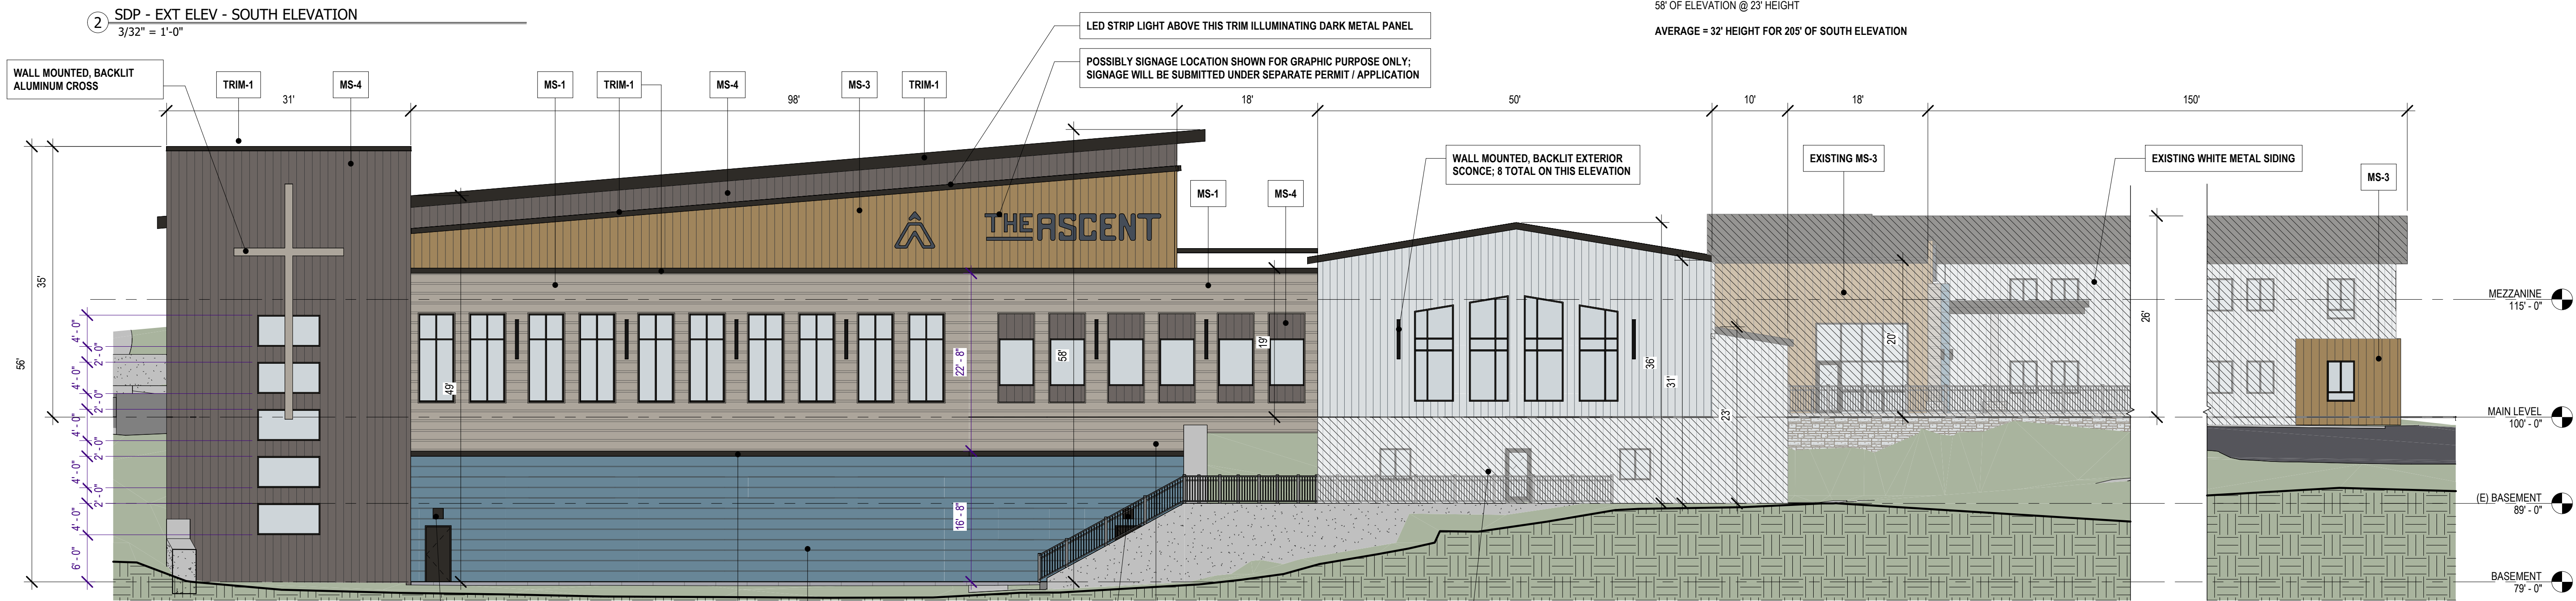 2 SDP - EXT ELEV - SOUTH ELEVATION
3/32" = 1'-0"
58' OF ELEVATION @ 23' HEIGHT
AVERAGE = 32' HEIGHT FOR 205' OF SOUTH ELEVATION
LED STRIP LIGHT ABOVE THIS TRIM ILLUMINATING DARK METAL PANEL
POSSIBLY SIGNAGE LOCATION SHOWN FOR GRAPHIC PURPOSE ONLY;
SIGNAGE WILL BE SUBMITTED UNDER SEPARATE PERMIT / APPLICATION
WALL MOUNTED, BACKLIT
ALUMINUM CROSS
TRIM-1
MS-4
MS-1
TRIM-1
MS-4
MS-3
TRIM-1
31'
98'
18'
50'
10'
18'
150'
WALL MOUNTED, BACKLIT EXTERIOR
SCONCE; 8 TOTAL ON THIS ELEVATION
EXISTING MS-3
EXISTING WHITE METAL SIDING
MS-3
MS-1
MS-4
THE ASCENT
56'
35'
4' - 0"
2' - 0"
4' - 0"
2' - 0"
4' - 0"
2' - 0"
4' - 0"
2' - 0"
4' - 0"
6' - 0"
49'
22' - 8"
16' - 8"
58'
19'
36'
31'
23'
20'
26'
MEZZANINE
115' - 0"
MAIN LEVEL
100' - 0"
(E) BASEMENT
89' - 0"
BASEMENT
79' - 0"